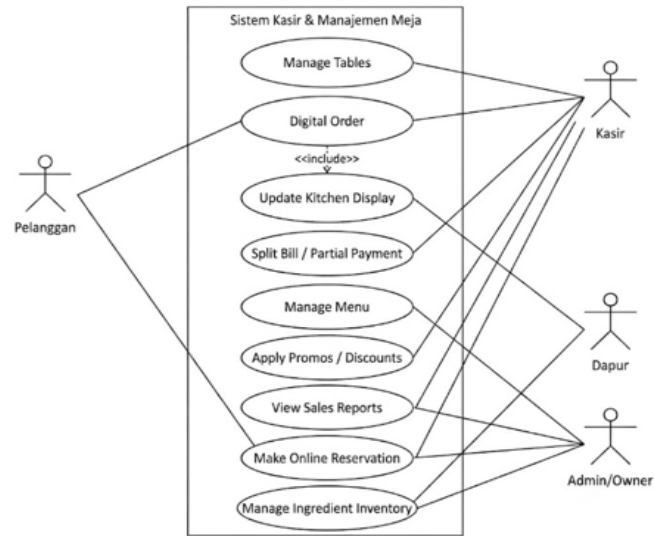 Sistem Kasir & Manajemen Meja
Manage Tables
Digital Order
<<include>>
Update Kitchen Display
Split Bill / Partial Payment
Manage Menu
Apply Promos / Discounts
View Sales Reports
Make Online Reservation
Manage Ingredient Inventory
Pelanggan
Kasir
Dapur
Admin/Owner